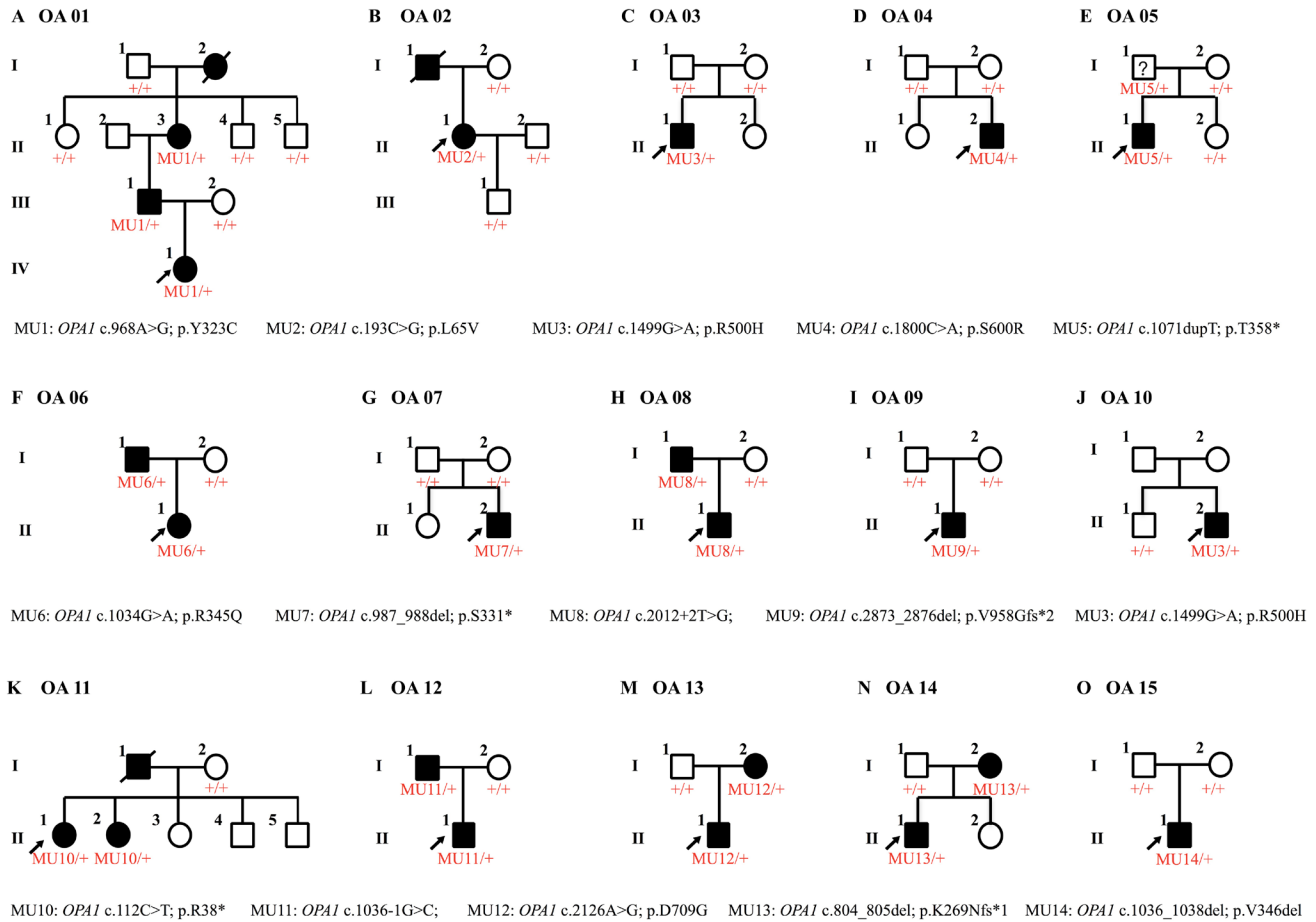 A OA 01 B OA 02 C OA 03 D OA 04 E OA 05
I 1 2 1 2 1 2 1 2 1 2
?
+/+ +/+ +/+ +/+ +/+ +/+ MU5/+ +/+
II 1 2 3 4 5 1 2 1 2 1 2 1 2
+/+ MU1/+ +/+ +/+ MU2/+ +/+ MU3/+ MU4/+ MU5/+ +/+
III 1 2 III 1
MU1/+ +/+ +/+
IV 1
MU1/+
MU1: OPA1 c.968A>G; p.Y323C MU2: OPA1 c.193C>G; p.L65V MU3: OPA1 c.1499G>A; p.R500H MU4: OPA1 c.1800C>A; p.S600R MU5: OPA1 c.1071dupT; p.T358*
F OA 06 G OA 07 H OA 08 I OA 09 J OA 10
I 1 2 I 1 2 I 1 2 I 1 2 I 1 2
MU6/+ +/+ +/+ +/+ MU8/+ +/+ +/+ +/+
II 1 II 1 2 II 1 II 1 II 1 2
MU6/+ MU7/+ MU8/+ MU9/+ +/+ MU3/+
MU6: OPA1 c.1034G>A; p.R345Q MU7: OPA1 c.987_988del; p.S331* MU8: OPA1 c.2012+2T>G; MU9: OPA1 c.2873_2876del; p.V958Gfs*2 MU3: OPA1 c.1499G>A; p.R500H
K OA 11 L OA 12 M OA 13 N OA 14 O OA 15
I 1 2 I 1 2 I 1 2 I 1 2 I 1 2
+/+ MU11/+ +/+ +/+ MU12/+ +/+ MU13/+ +/+ +/+
II 1 2 3 4 5 II 1 II 1 II 1 2 II 1
MU10/+ MU10/+ MU11/+ MU12/+ MU13/+ MU14/+
MU10: OPA1 c.112C>T; p.R38* MU11: OPA1 c.1036-1G>C; MU12: OPA1 c.2126A>G; p.D709G MU13: OPA1 c.804_805del; p.K269Nfs*1 MU14: OPA1 c.1036_1038del; p.V346del